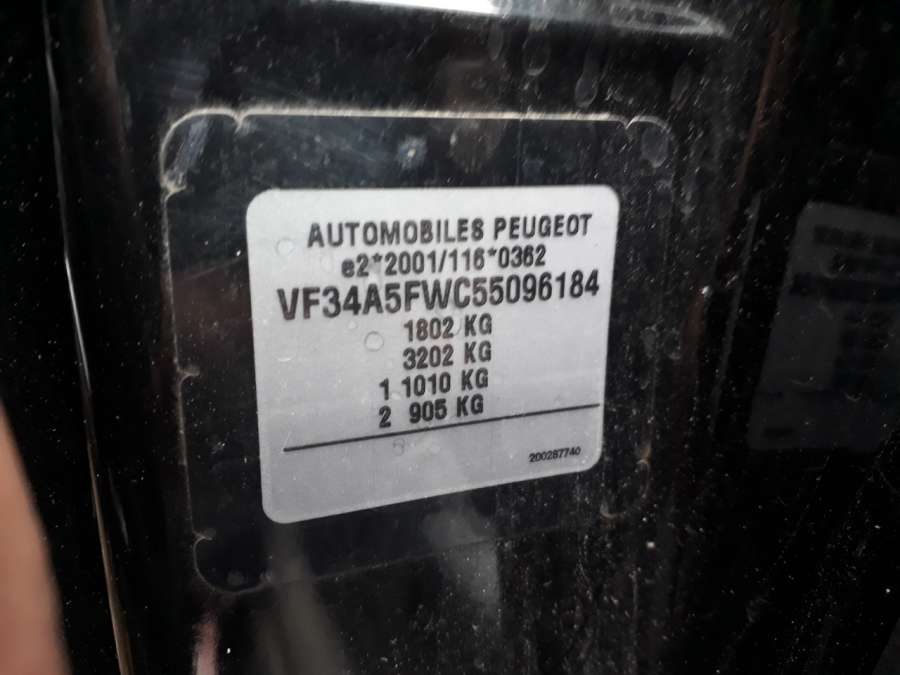 AUTOMOBILES PEUGEOT
e2*2001/116*0362
VF34A5FWC55096184
1802 KG
3202 KG
1 1010 KG
2 905 KG
200287740